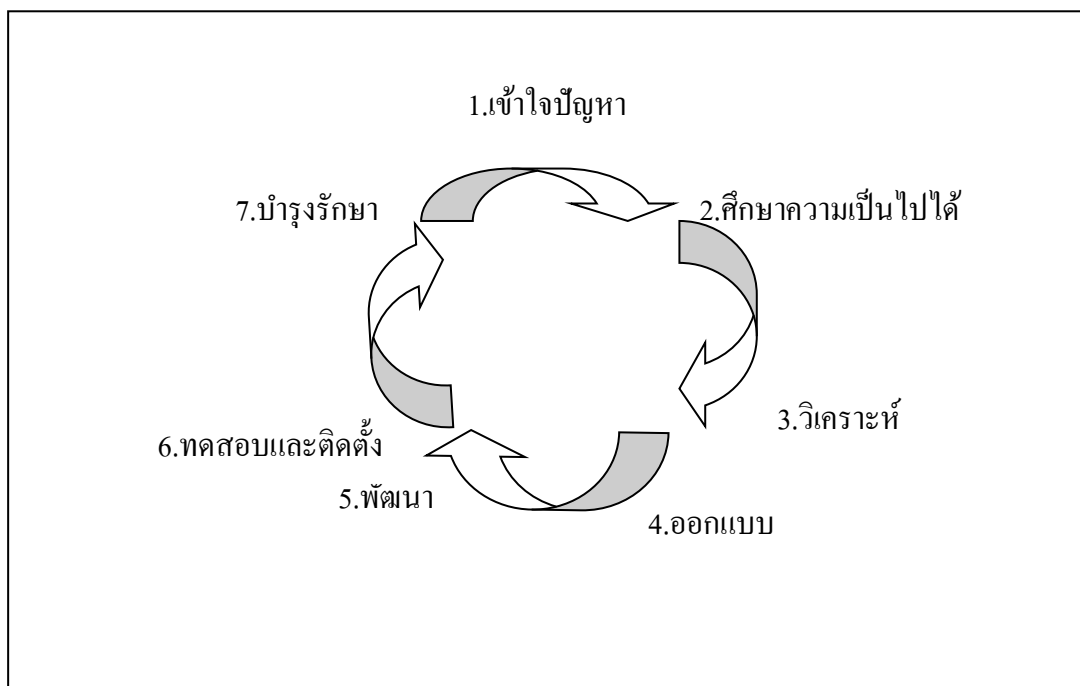 1.เข้าใจปัญหา
2.ศึกษาความเป็นไปได้
3.วิเคราะห์
4.ออกแบบ
5.พัฒนา
6.ทดสอบและติดตั้ง
7.บำรุงรักษา